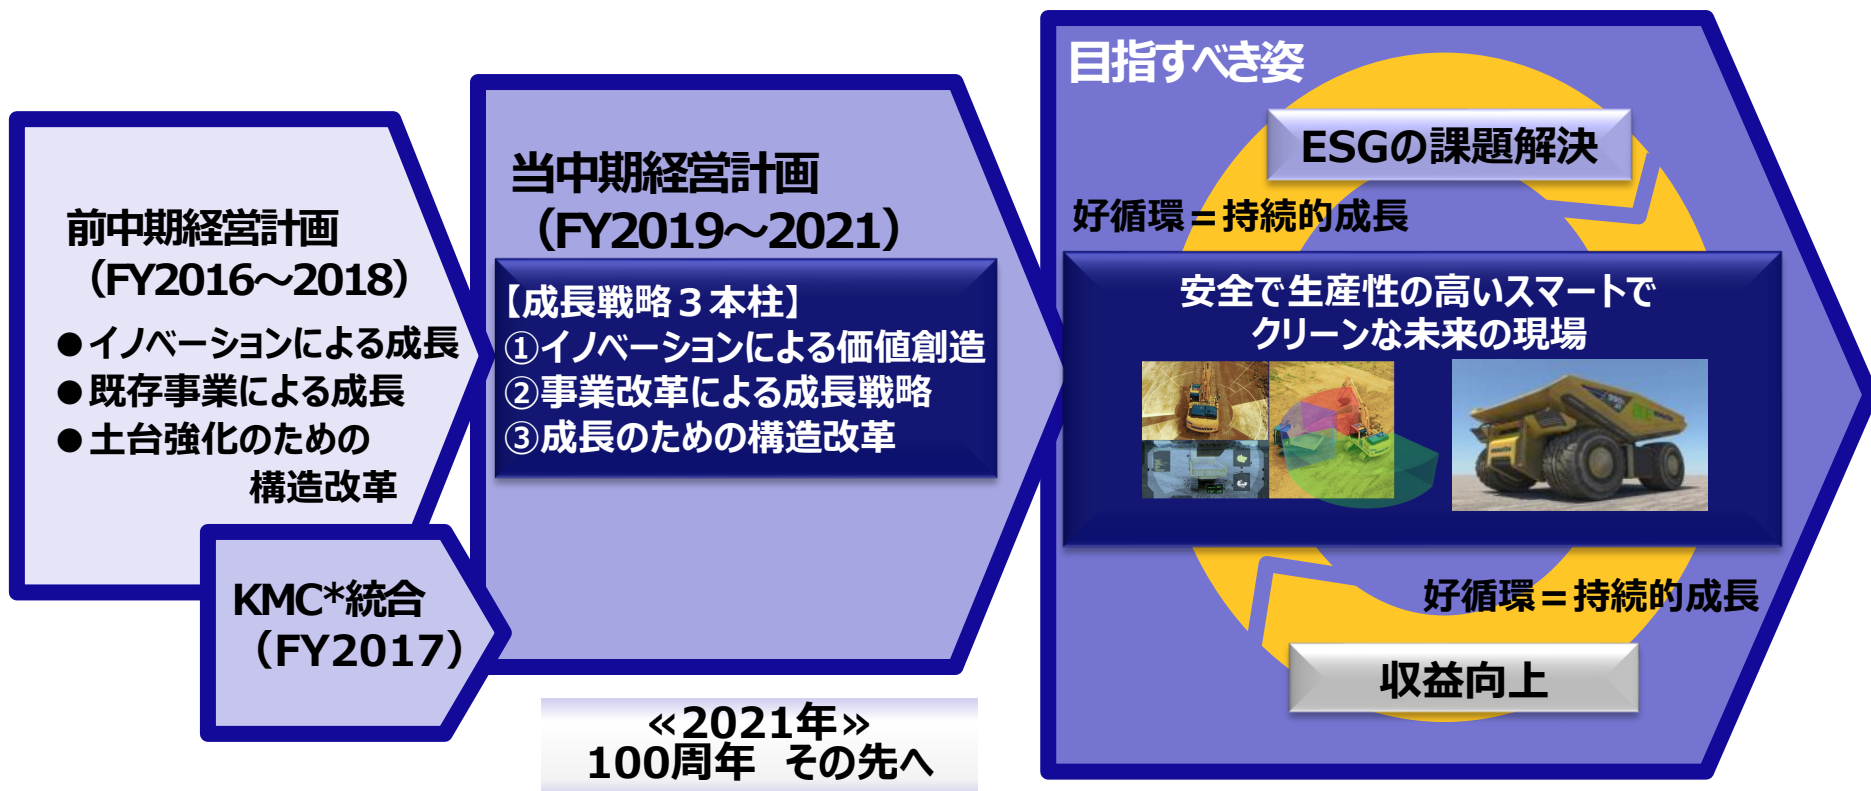 前中期経営計画
（FY2016～2018）
●イノベーションによる成長
●既存事業による成長
●土台強化のための
構造改革
KMC*統合
（FY2017）
当中期経営計画
（FY2019～2021）
【成長戦略３本柱】
①イノベーションによる価値創造
②事業改革による成長戦略
③成長のための構造改革
≪2021年≫
100周年　その先へ
目指すべき姿
ESGの課題解決
好循環＝持続的成長
安全で生産性の高いスマートで
クリーンな未来の現場
好循環＝持続的成長
収益向上